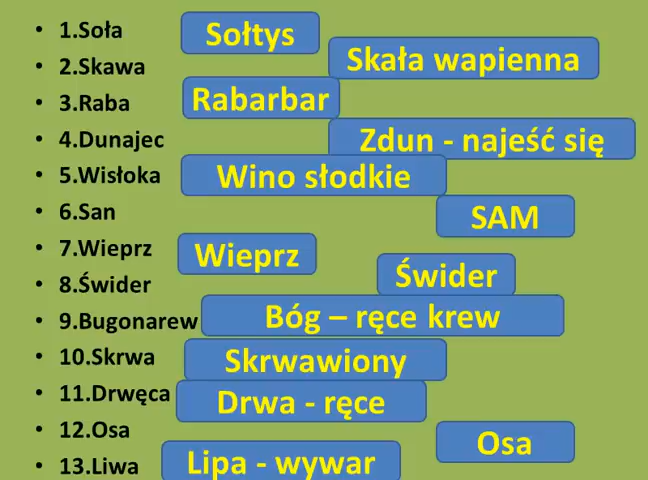 1.Soła
Sołtys
2.Skawa
Skała wapienna
3.Raba
Rabarbar
4.Dunajec
Zdun - najeść się
5.Wisłoka
Wino słodkie
6.San
SAM
7.Wieprz
Wieprz
8.Świder
Świder
9.Bugonarew
Bóg – ręce krew
10.Skrwa
Skrwawiony
11.Drwęca
Drwa - ręce
12.Osa
Osa
13.Liwa
Lipa - wywar